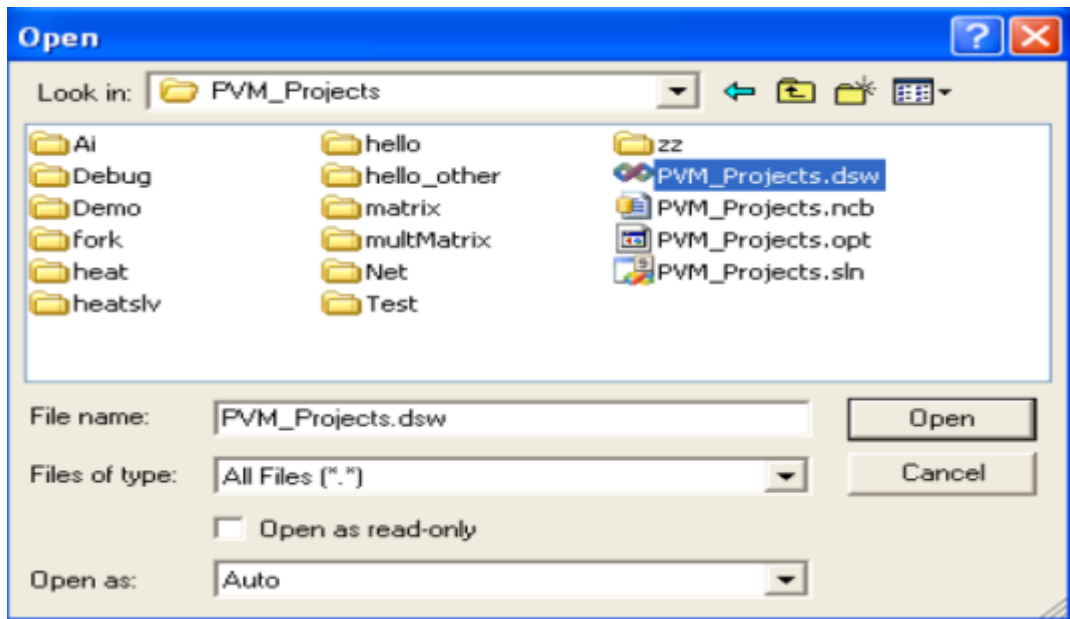 Open
Look in: PVM_Projects
Ai hello zz
Debug hello_other PVM_Projects.dsw
Demo matrix PVM_Projects.ncb
fork multMatrix PVM_Projects.opt
heat Net PVM_Projects.sln
heatslv Test
File name: PVM_Projects.dsw Open
Files of type: All Files (*.*) Cancel
Open as read-only
Open as: Auto